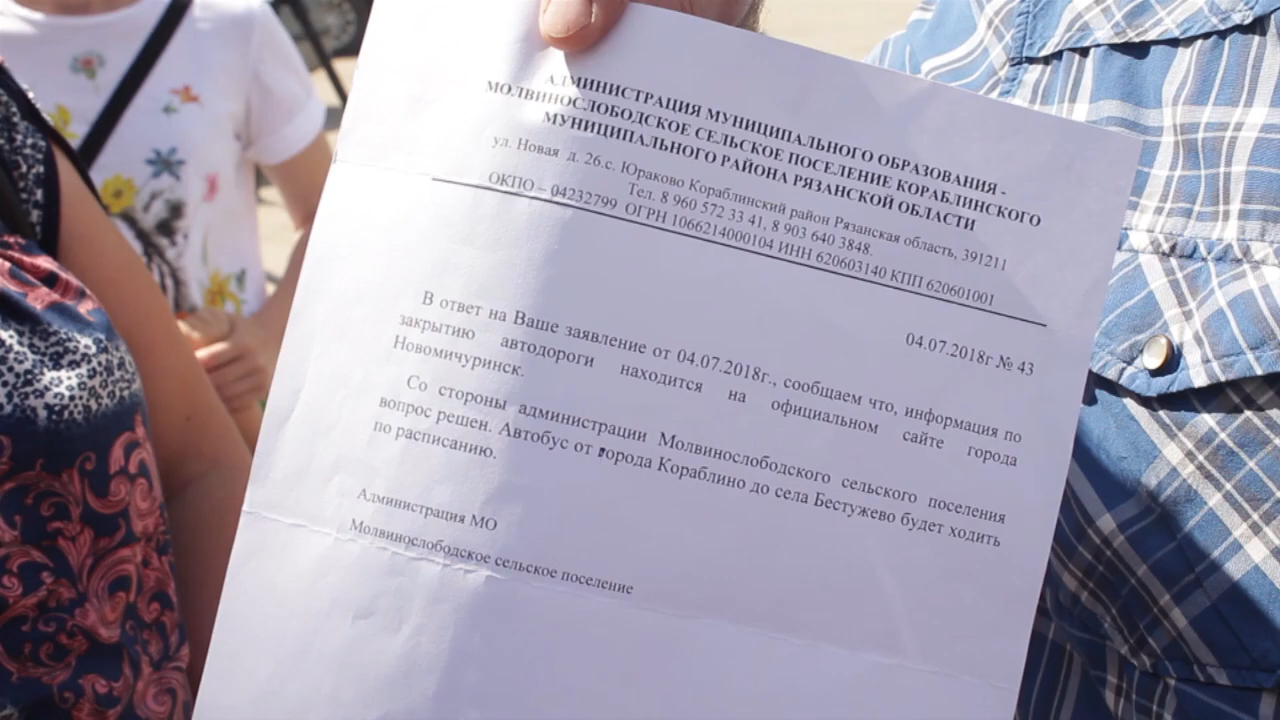 АДМИНИСТРАЦИЯ МУНИЦИПАЛЬНОГО ОБРАЗОВАНИЯ -
МОЛВИНОСЛОБОДСКОЕ СЕЛЬСКОЕ ПОСЕЛЕНИЕ КОРАБЛИНСКОГО
МУНИЦИПАЛЬНОГО РАЙОНА РЯЗАНСКОЙ ОБЛАСТИ
ул. Новая д. 26.с. Юраково Кораблинский район Рязанская область, 391211
Тел. 8 960 572 33 41, 8 903 640 3848.
ОКПО – 04232799 ОГРН 1066214000104 ИНН 620603140 КПП 620601001
04.07.2018г № 43
В ответ на Ваше заявление от 04.07.2018г., сообщаем что, информация по
закрытию автодороги находится на официальном сайте города
Новомичуринск.
Со стороны администрации Молвинослободского сельского поселения
вопрос решен. Автобус от города Кораблино до села Бестужево будет ходить
по расписанию.
Администрация МО
Молвинослободское сельское поселение